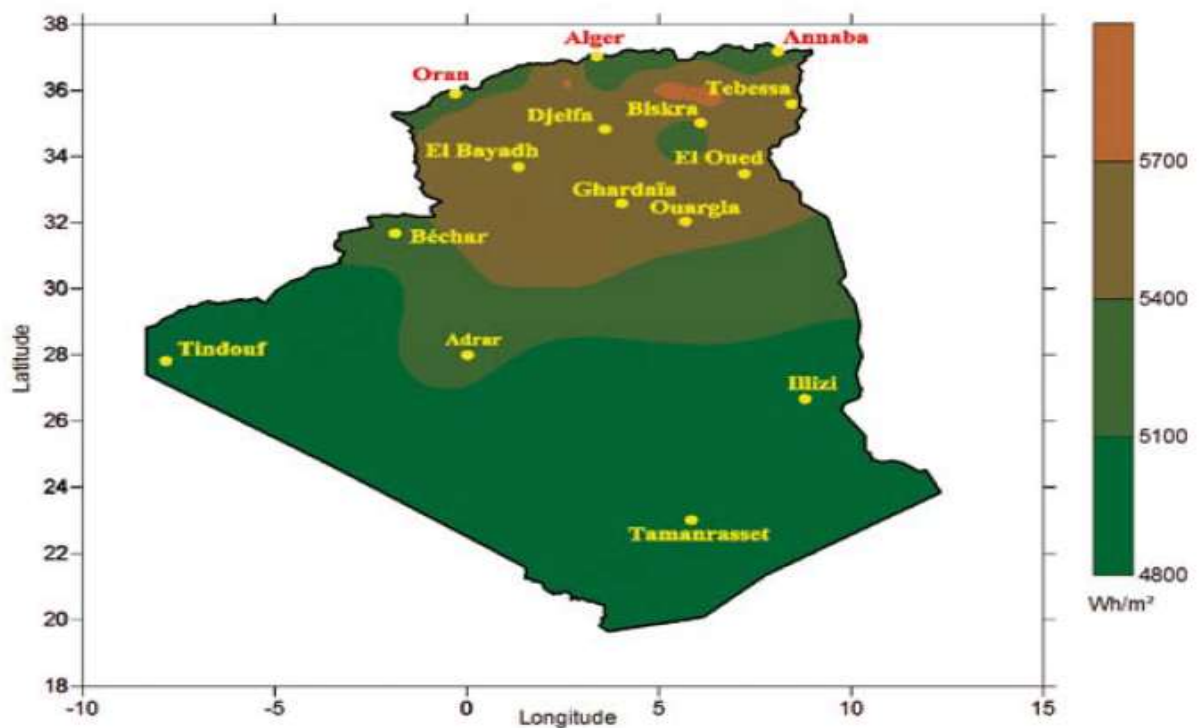 38
36
34
32
30
28
26
24
22
20
18
Latitude
-10
-5
0
5
10
15
Longitude
Alger
Annaba
Oran
Tebessa
Biskra
Djelfa
El Bayadh
El Oued
Ghardaïa
Ouargla
Béchar
Adrar
Tindouf
Illizi
Tamanrasset
5700
5400
5100
4800
Wh/m²